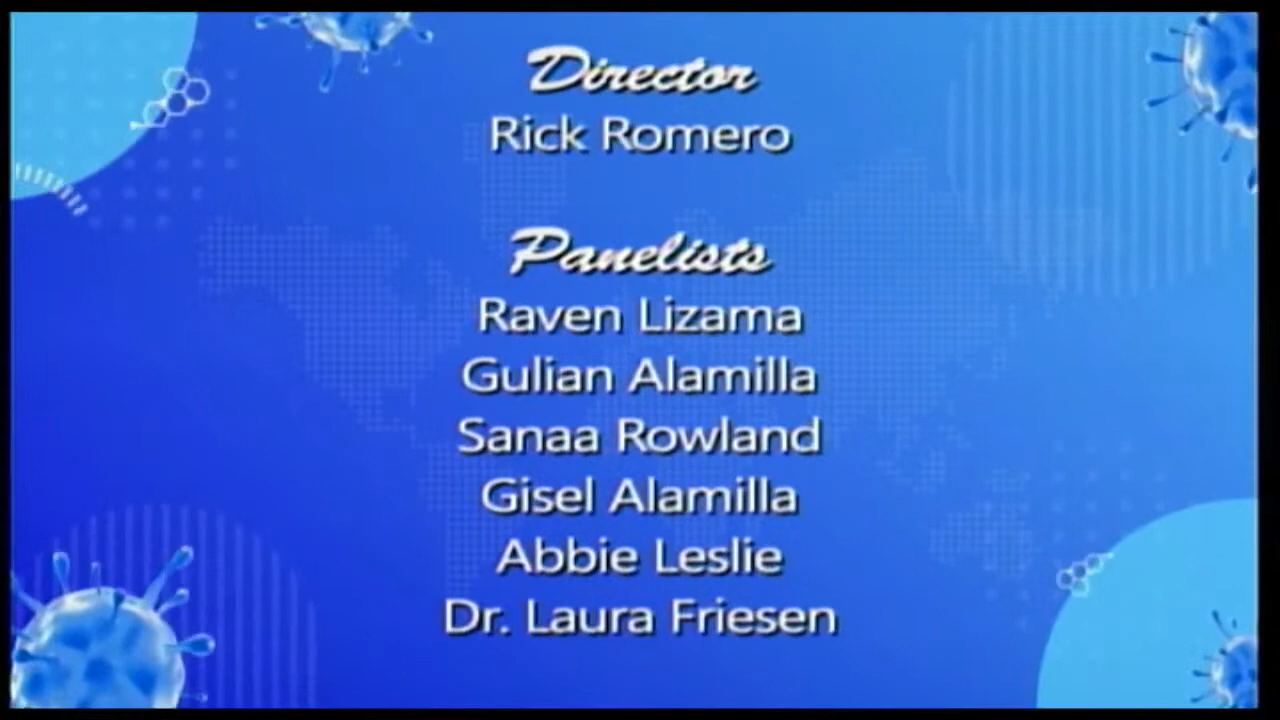 Director
Rick Romero
Panelists
Raven Lizama
Gulian Alamilla
Sanaa Rowland
Gisel Alamilla
Abbie Leslie
Dr. Laura Friesen